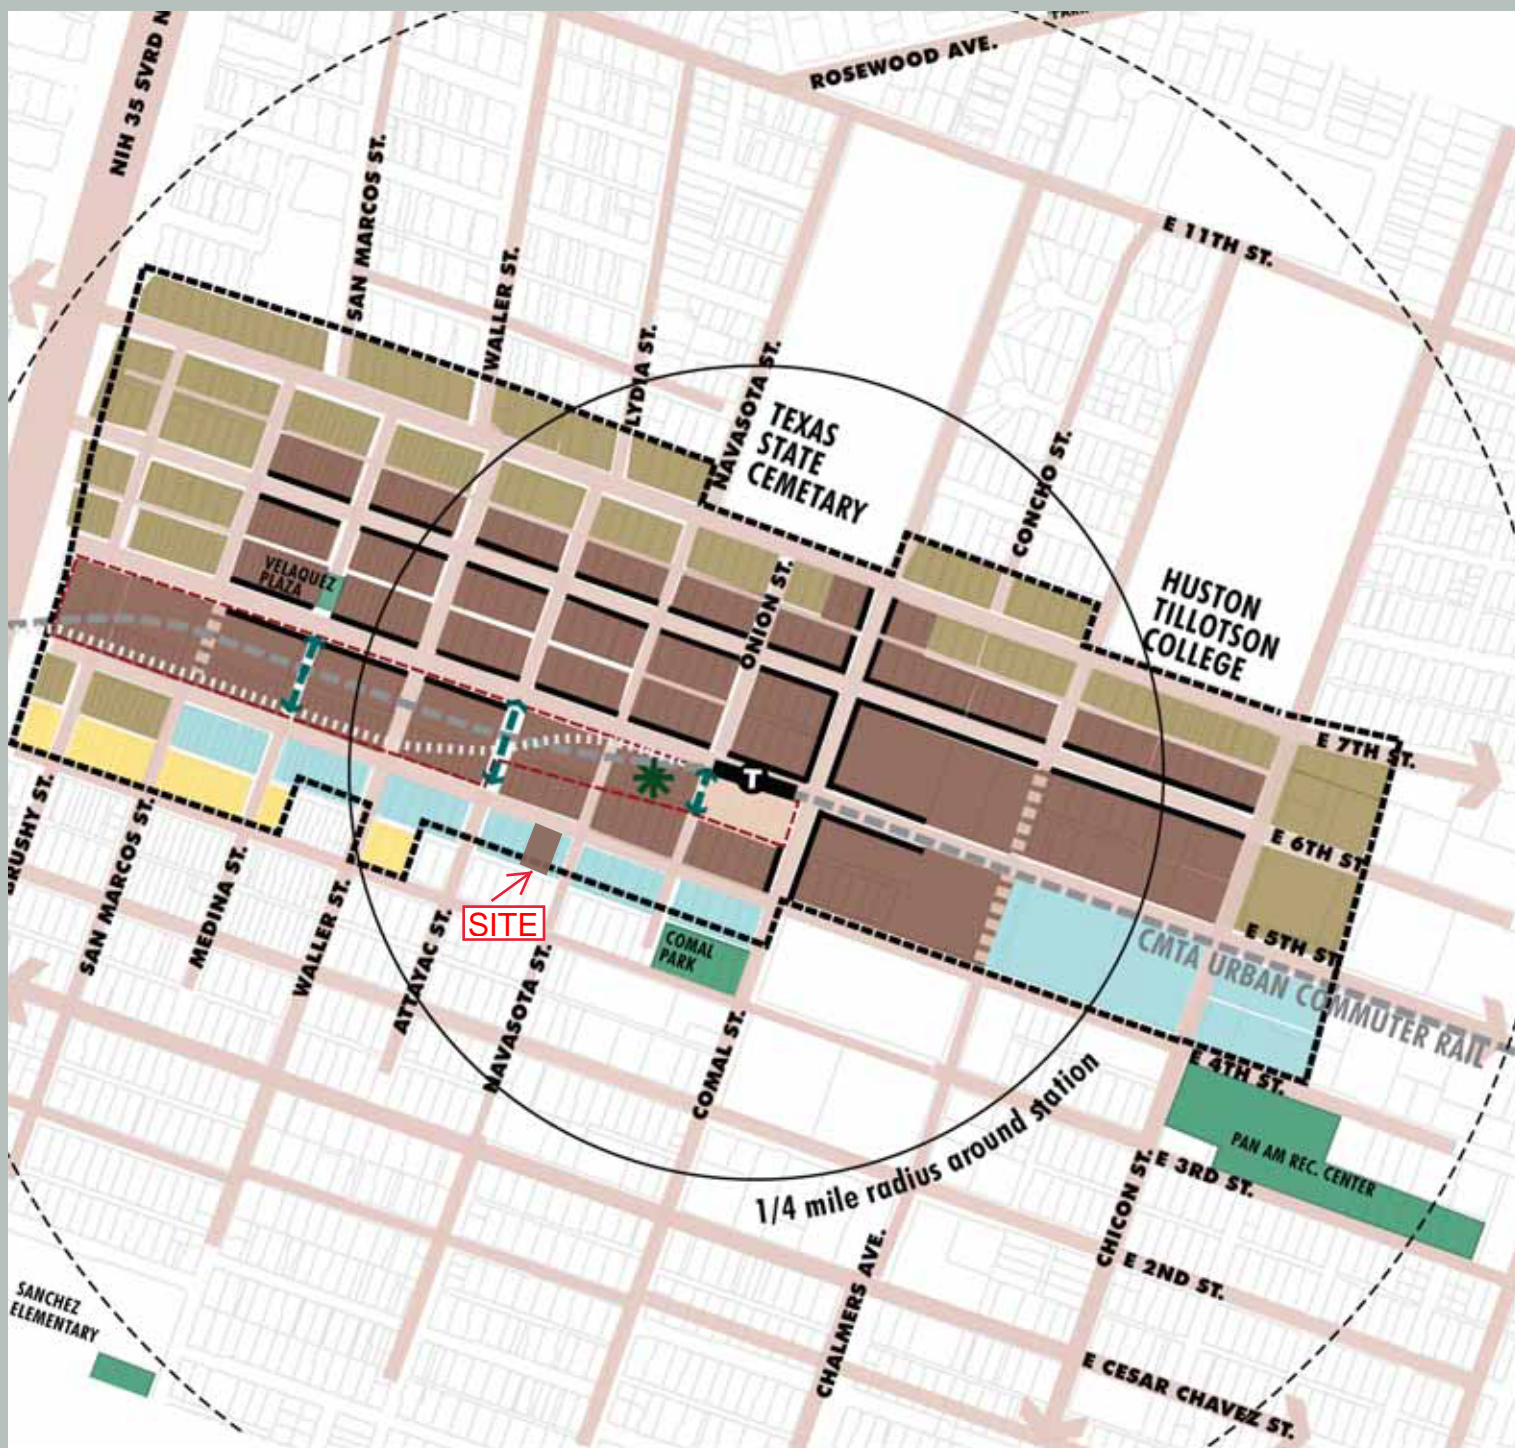 ROSEWOOD AVE.
NIH 35 SVRD N
SAN MARCOS ST.
WALLER ST.
LYDIA ST.
NAVASOTA ST.
E 11TH ST.
TEXAS
STATE
CEMETARY
CONCHO ST.
HUSTON
TILLOTSON
COLLEGE
VELAQUEZ
PLAZA
ONION ST.
E 7TH ST.
T
E 6TH ST.
E 5TH ST.
CMTA URBAN COMMUTER RAIL
BRUSHY ST.
SAN MARCOS ST.
MEDINA ST.
WALLER ST.
ATTAYAC ST.
NAVASOTA ST.
SITE
COMAL
PARK
COMAL ST.
E 4TH ST.
1/4 mile radius around station
PAN AM REC. CENTER
E 3RD ST.
CHICON ST.
E 2ND ST.
CHALMERS AVE.
E CESAR CHAVEZ ST.
SANCHEZ
ELEMENTARY